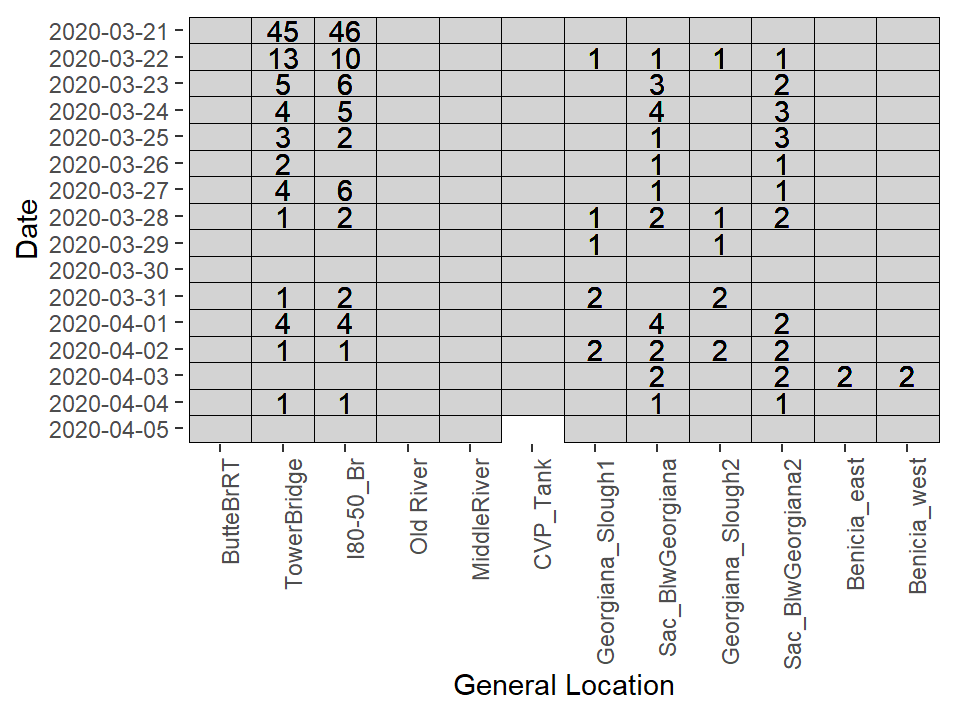 2020-03-21 45 46
2020-03-22 13 10 1 1 1 1
2020-03-23 5 6 3 2
2020-03-24 4 5 4 3
2020-03-25 3 2 1 3
2020-03-26 2 1 1
2020-03-27 4 6 1 1
2020-03-28 1 2 1 2 1 2
2020-03-29 1 1
2020-03-30
2020-03-31 1 2 2 2
2020-04-01 4 4 4 2
2020-04-02 1 1 2 2 2 2
2020-04-03 2 2 2 2
2020-04-04 1 1 1 1
2020-04-05
Date
ButteBrRT
TowerBridge
I80-50_Br
Old River
MiddleRiver
CVP_Tank
Georgiana_Slough1
Sac_BlwGeorgiana
Georgiana_Slough2
Sac_BlwGeorgiana2
Benicia_east
Benicia_west
General Location